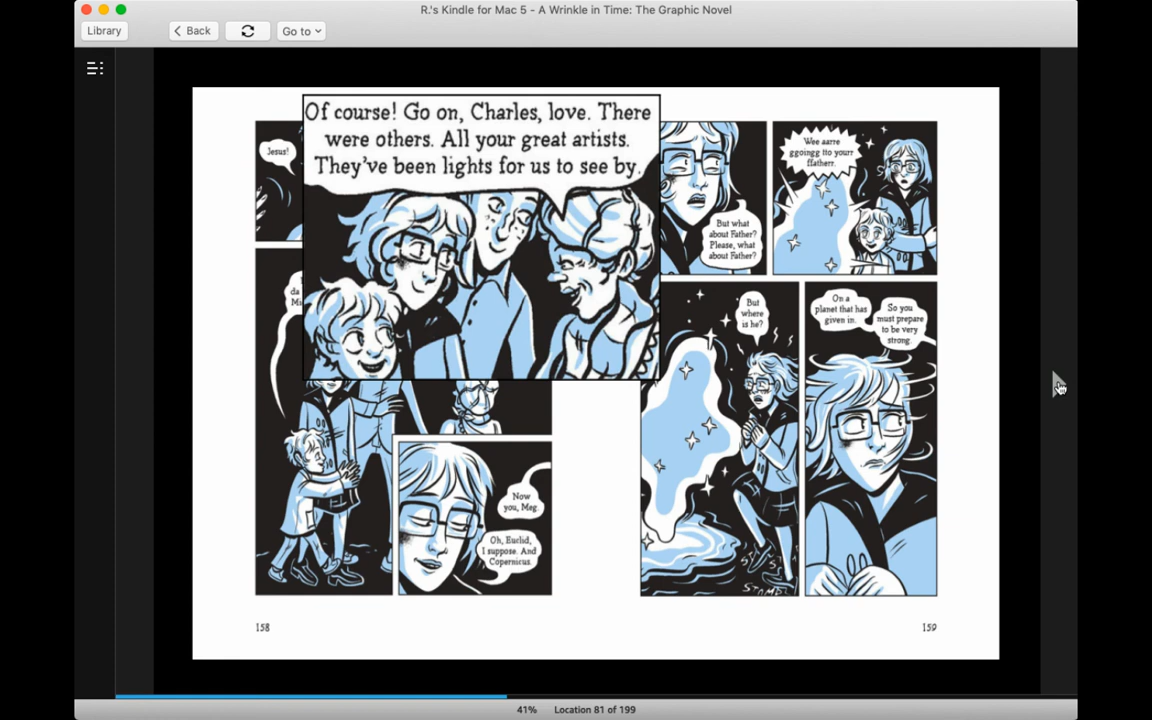 R.'s Kindle for Mac 5 - A Wrinkle in Time: The Graphic Novel
Library
Back
Go to
Jesus!
Of course! Go on, Charles, love. There
were others. All your great artists.
They've been lights for us to see by.
da
Mi
Now
you, Meg.
Oh, Euclid,
I suppose. And
Copernicus.
But what
about Father?
Please, what
about Father?
Wee aarre
ggoingg tto yourr
ffatherr.
But
where
is he?
STOMP
On a
planet that has
given in.
So you
must prepare
to be very
strong.
158
159
41%
Location 81 of 199